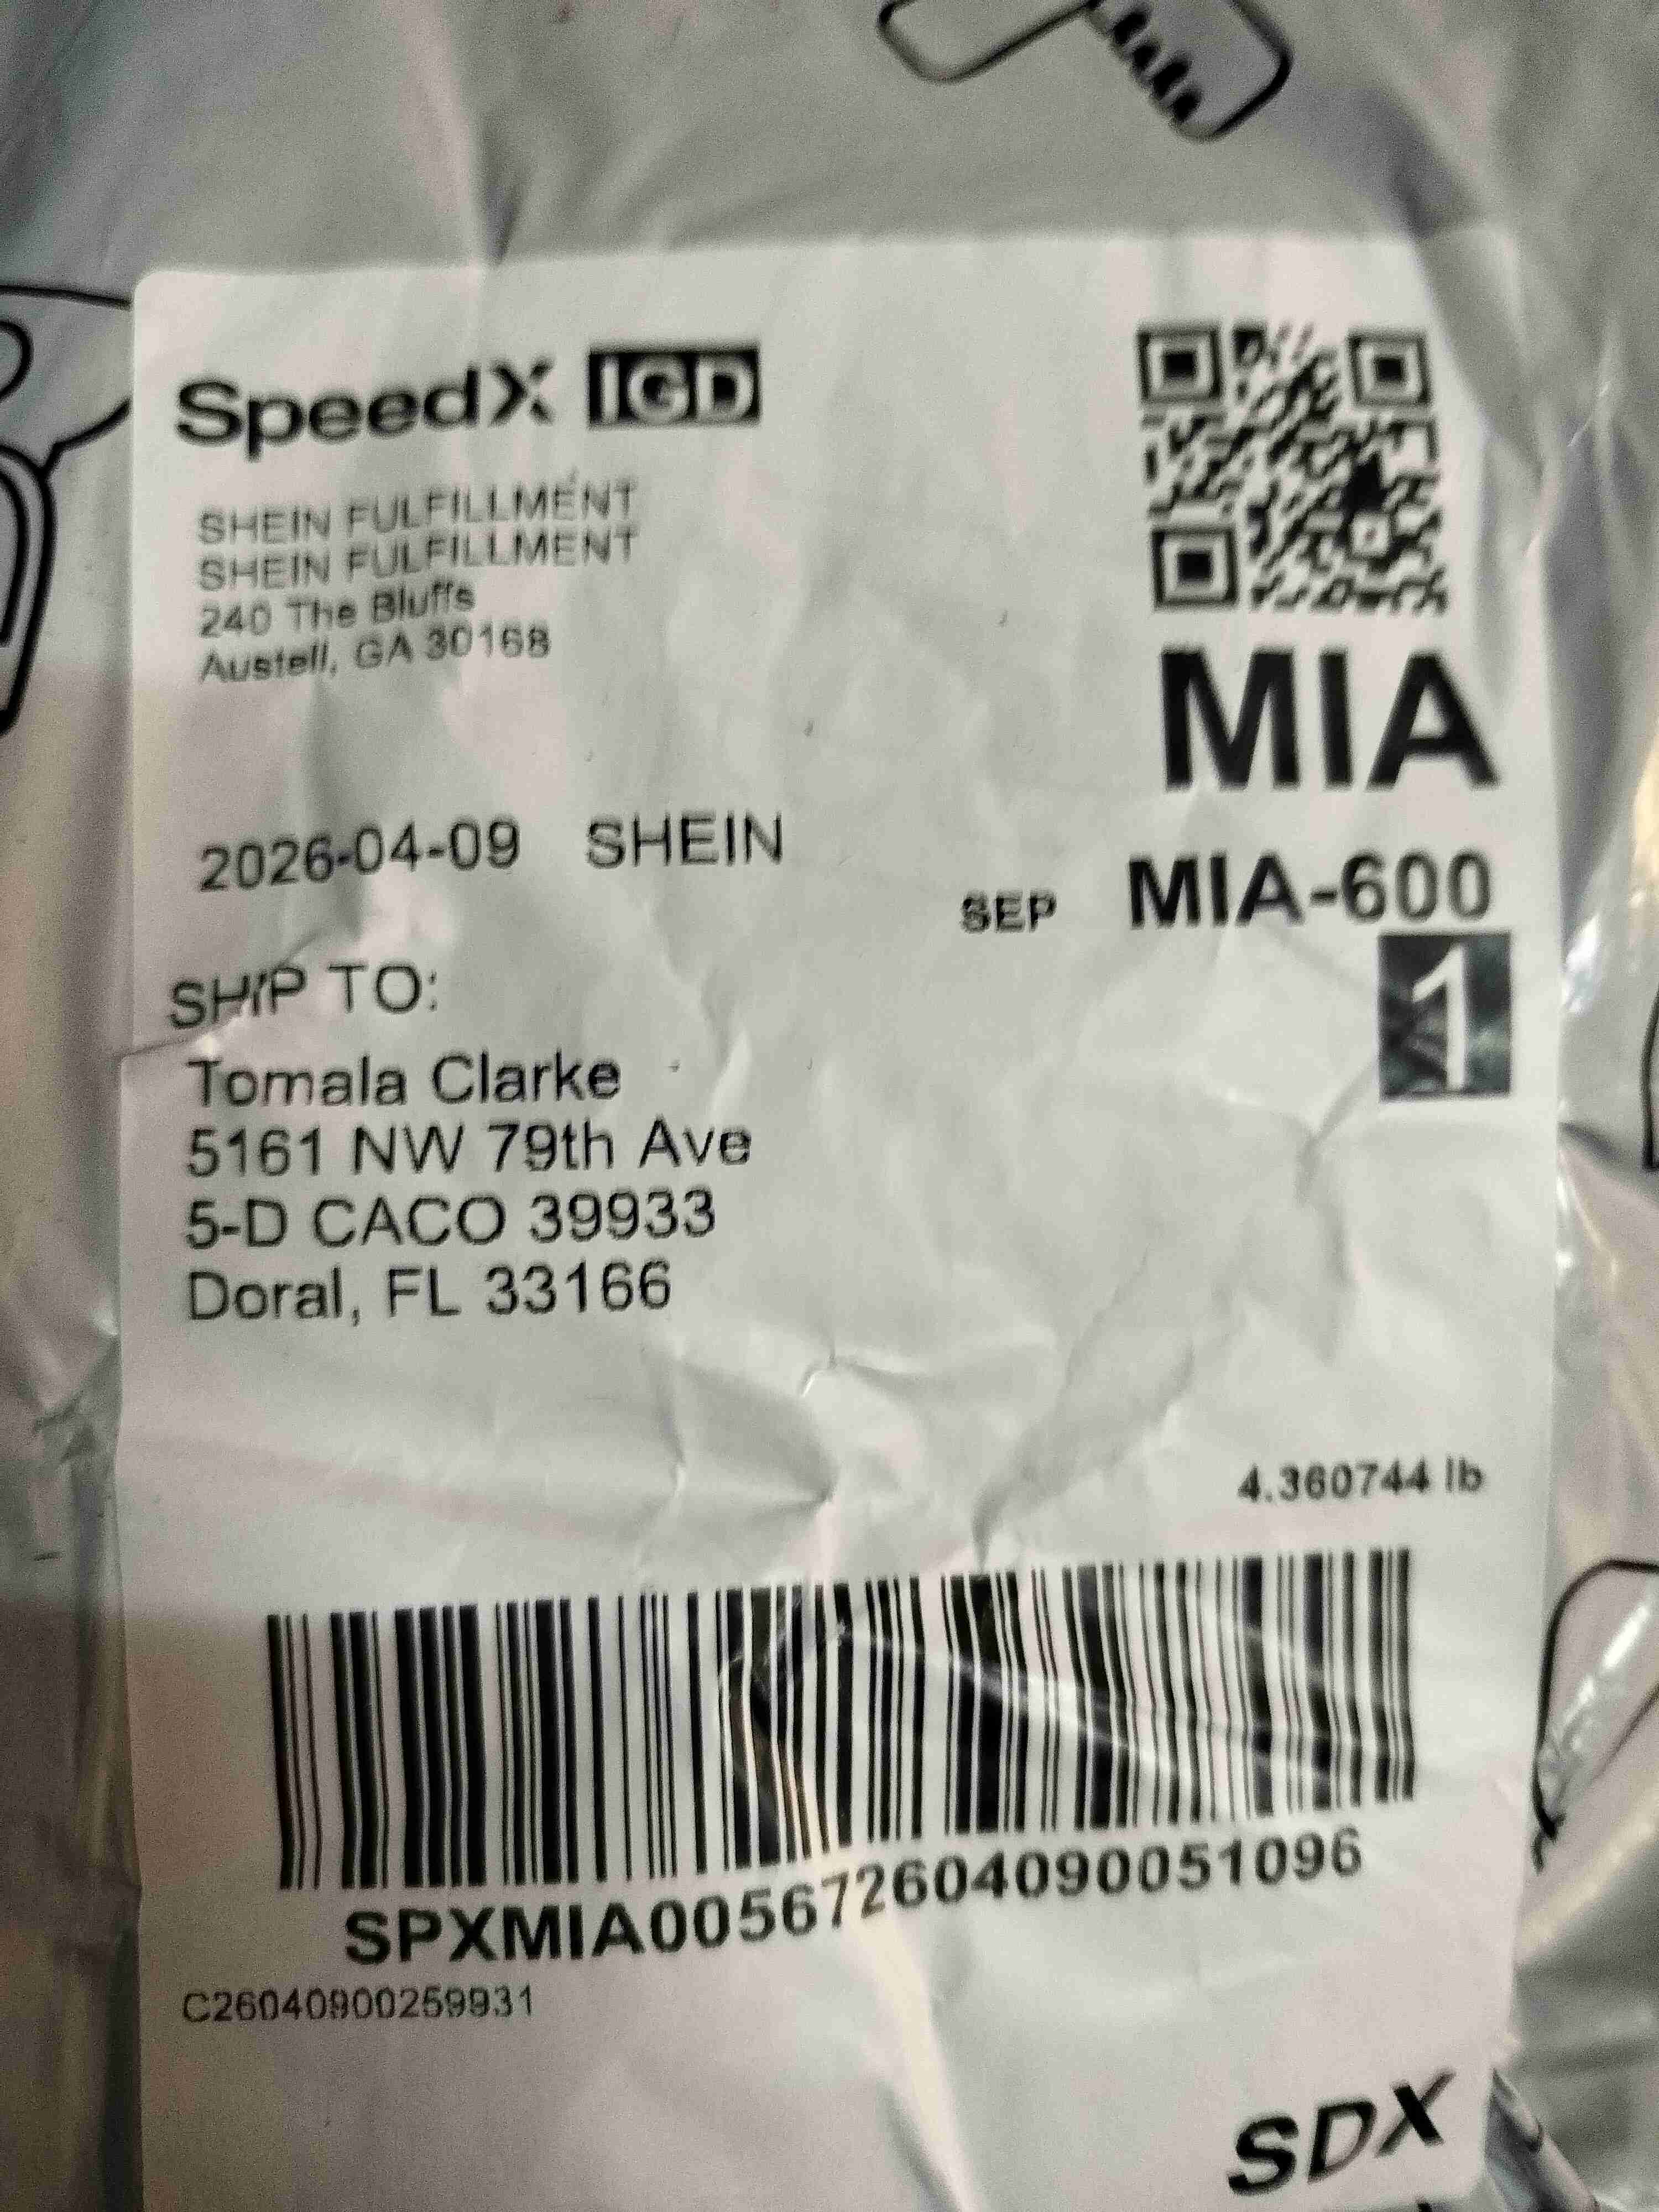 SpeedX IGD
SHEIN FULFILLMENT
SHEIN FULFILLMENT
240 The Bluffs
Austell, GA 30168
MIA
2026-04-09 SHEIN
SEP MIA-600
1
SHIP TO:
Tomala Clarke
5161 NW 79th Ave
5-D CACO 39933
Doral, FL 33166
4.360744 lb
SPXMIA005672604090051096
C26040900259931
SDX